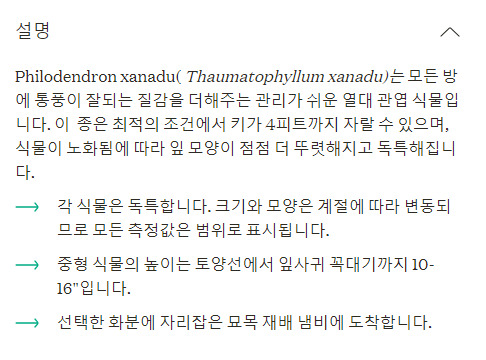 설명
Philodendron xanadu( Thaumatophyllum xanadu)는 모든 방
에 통풍이 잘되는 질감을 더해주는 관리가 쉬운 열대 관엽 식물입
니다. 이  종은 최적의 조건에서 키가 4피트까지 자랄 수 있으며,
식물이 노화됨에 따라 잎 모양이 점점 더 뚜렷해지고 독특해집니
다.
각 식물은 독특합니다. 크기와 모양은 계절에 따라 변동되
므로 모든 측정값은 범위로 표시됩니다.
중형 식물의 높이는 토양선에서 잎사귀 꼭대기까지 10-
16"입니다.
선택한 화분에 자리잡은 묘목 재배 냄비에 도착합니다.